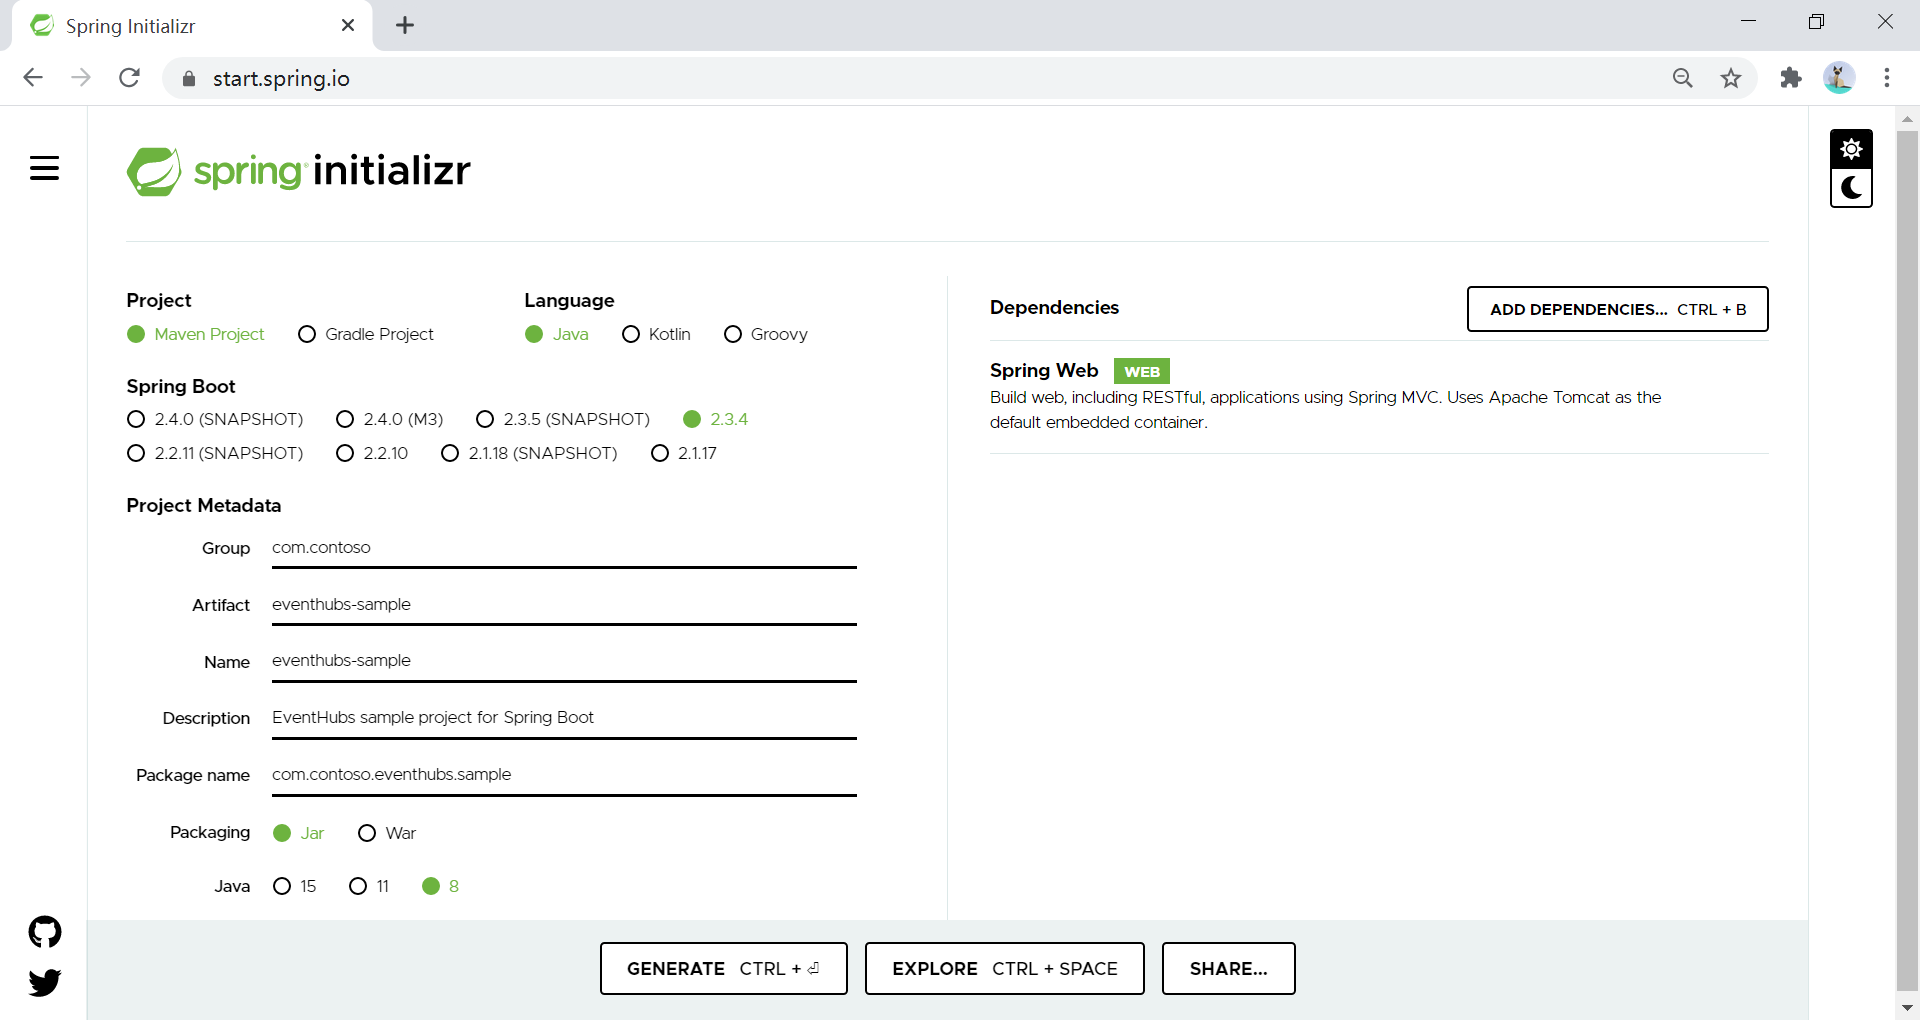 Spring Initializr
start.spring.io
spring initializr
Project
Maven Project Gradle Project
Language
Java Kotlin Groovy
Spring Boot
2.4.0 (SNAPSHOT) 2.4.0 (M3) 2.3.5 (SNAPSHOT) 2.3.4
2.2.11 (SNAPSHOT) 2.2.10 2.1.18 (SNAPSHOT) 2.1.17
Project Metadata
Group com.contoso
Artifact eventhubs-sample
Name eventhubs-sample
Description EventHubs sample project for Spring Boot
Package name com.contoso.eventhubs.sample
Packaging Jar War
Java 15 11 8
Dependencies
ADD DEPENDENCIES... CTRL + B
Spring Web WEB
Build web, including RESTful, applications using Spring MVC. Uses Apache Tomcat as the
default embedded container.
GENERATE CTRL + ⏎
EXPLORE CTRL + SPACE
SHARE...